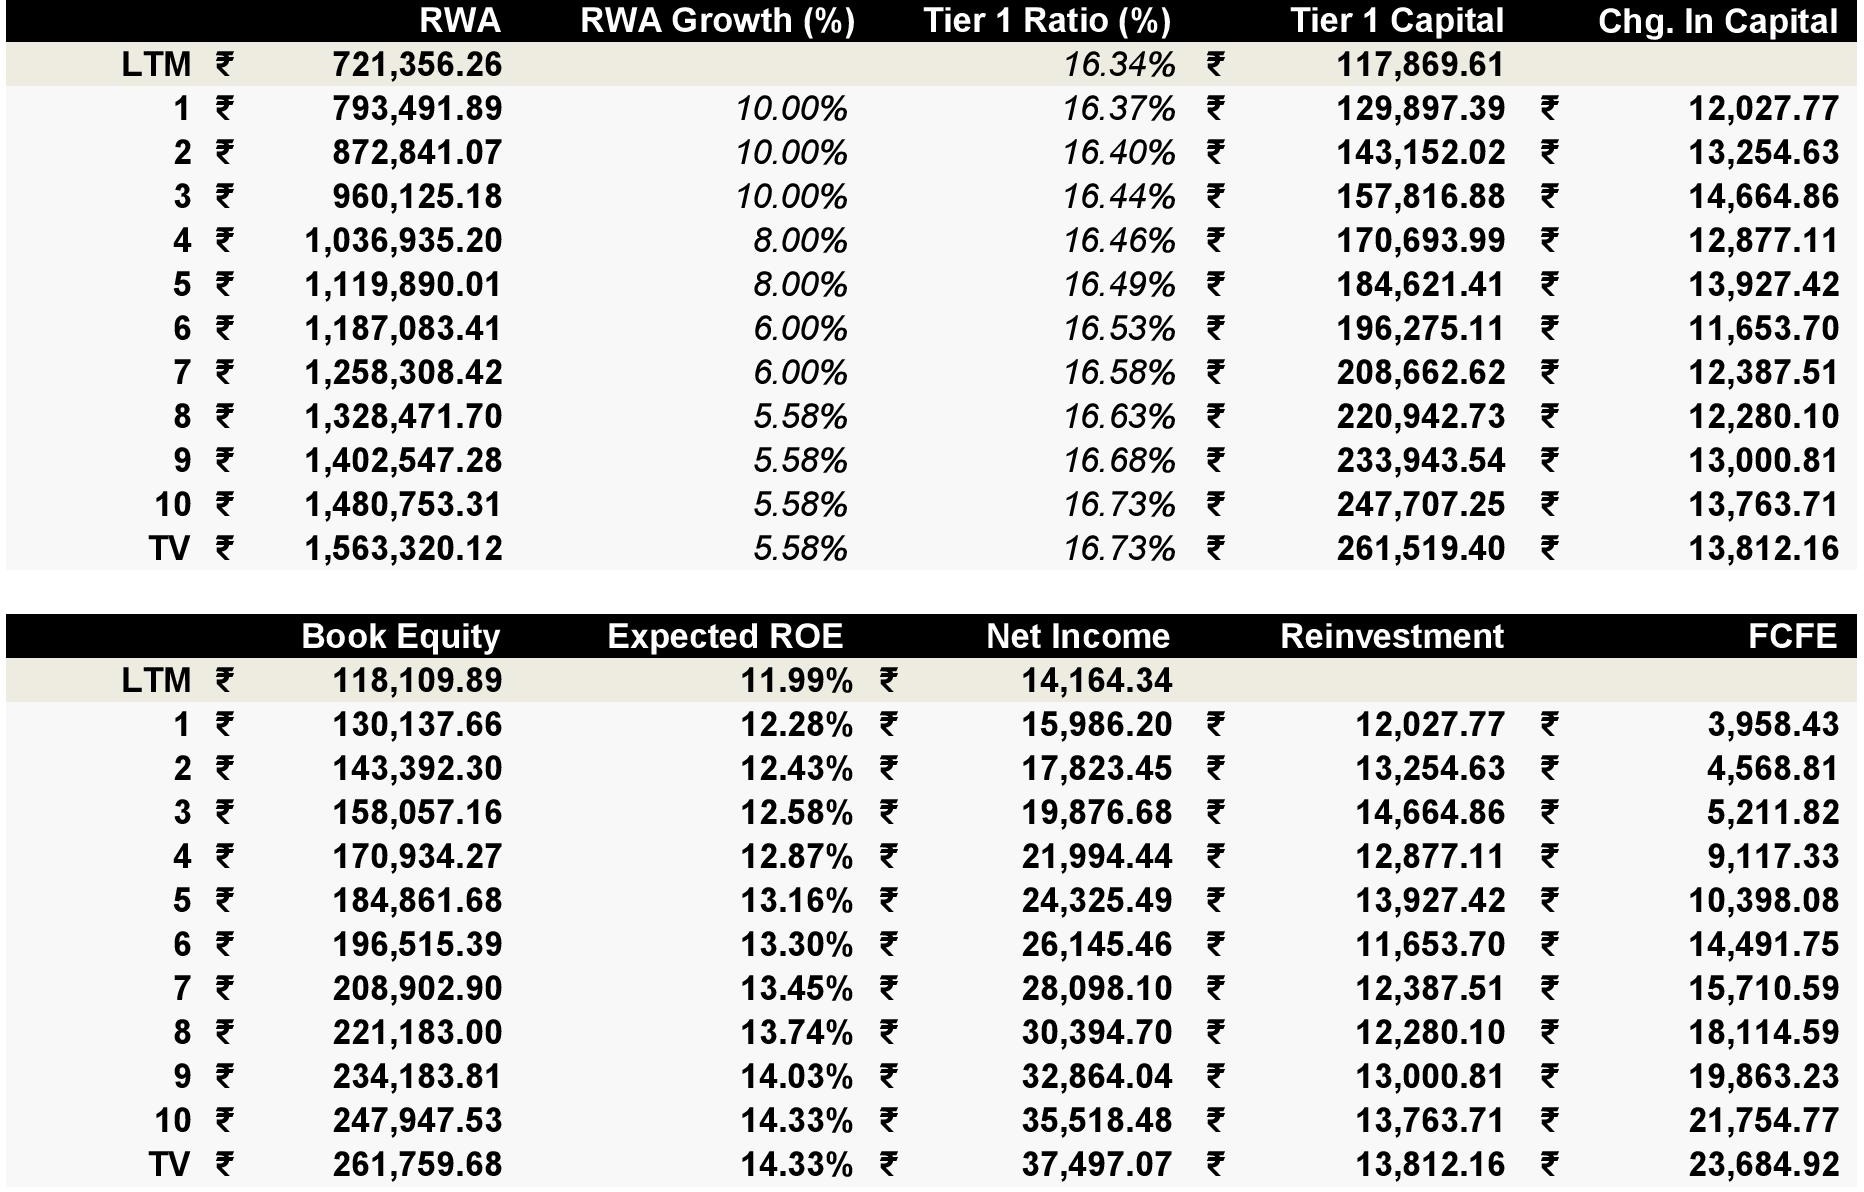 RWA RWA Growth (%) Tier 1 Ratio (%) Tier 1 Capital Chg. In Capital
LTM ₹ 721,356.26 16.34% ₹ 117,869.61
1 ₹ 793,491.89 10.00% 16.37% ₹ 129,897.39 ₹ 12,027.77
2 ₹ 872,841.07 10.00% 16.40% ₹ 143,152.02 ₹ 13,254.63
3 ₹ 960,125.18 10.00% 16.44% ₹ 157,816.88 ₹ 14,664.86
4 ₹ 1,036,935.20 8.00% 16.46% ₹ 170,693.99 ₹ 12,877.11
5 ₹ 1,119,890.01 8.00% 16.49% ₹ 184,621.41 ₹ 13,927.42
6 ₹ 1,187,083.41 6.00% 16.53% ₹ 196,275.11 ₹ 11,653.70
7 ₹ 1,258,308.42 6.00% 16.58% ₹ 208,662.62 ₹ 12,387.51
8 ₹ 1,328,471.70 5.58% 16.63% ₹ 220,942.73 ₹ 12,280.10
9 ₹ 1,402,547.28 5.58% 16.68% ₹ 233,943.54 ₹ 13,000.81
10 ₹ 1,480,753.31 5.58% 16.73% ₹ 247,707.25 ₹ 13,763.71
TV ₹ 1,563,320.12 5.58% 16.73% ₹ 261,519.40 ₹ 13,812.16
Book Equity Expected ROE Net Income Reinvestment FCFE
LTM ₹ 118,109.89 11.99% ₹ 14,164.34
1 ₹ 130,137.66 12.28% ₹ 15,986.20 ₹ 12,027.77 ₹ 3,958.43
2 ₹ 143,392.30 12.43% ₹ 17,823.45 ₹ 13,254.63 ₹ 4,568.81
3 ₹ 158,057.16 12.58% ₹ 19,876.68 ₹ 14,664.86 ₹ 5,211.82
4 ₹ 170,934.27 12.87% ₹ 21,994.44 ₹ 12,877.11 ₹ 9,117.33
5 ₹ 184,861.68 13.16% ₹ 24,325.49 ₹ 13,927.42 ₹ 10,398.08
6 ₹ 196,515.39 13.30% ₹ 26,145.46 ₹ 11,653.70 ₹ 14,491.75
7 ₹ 208,902.90 13.45% ₹ 28,098.10 ₹ 12,387.51 ₹ 15,710.59
8 ₹ 221,183.00 13.74% ₹ 30,394.70 ₹ 12,280.10 ₹ 18,114.59
9 ₹ 234,183.81 14.03% ₹ 32,864.04 ₹ 13,000.81 ₹ 19,863.23
10 ₹ 247,947.53 14.33% ₹ 35,518.48 ₹ 13,763.71 ₹ 21,754.77
TV ₹ 261,759.68 14.33% ₹ 37,497.07 ₹ 13,812.16 ₹ 23,684.92